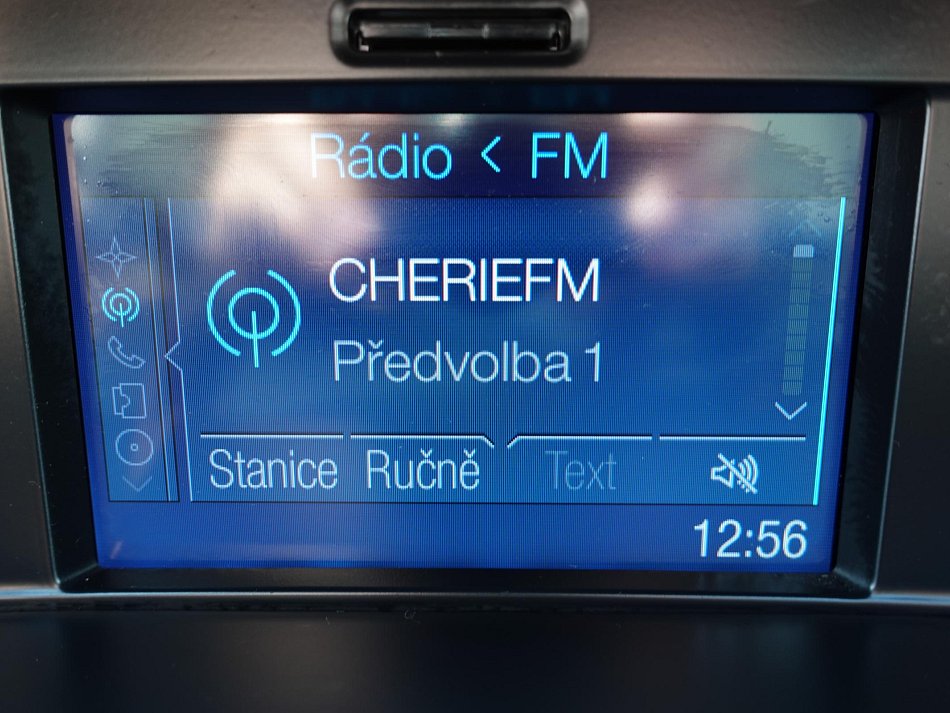 Rádio < FM
CHERIEFM
Předvolba 1
Stanice Ručně Text
12:56